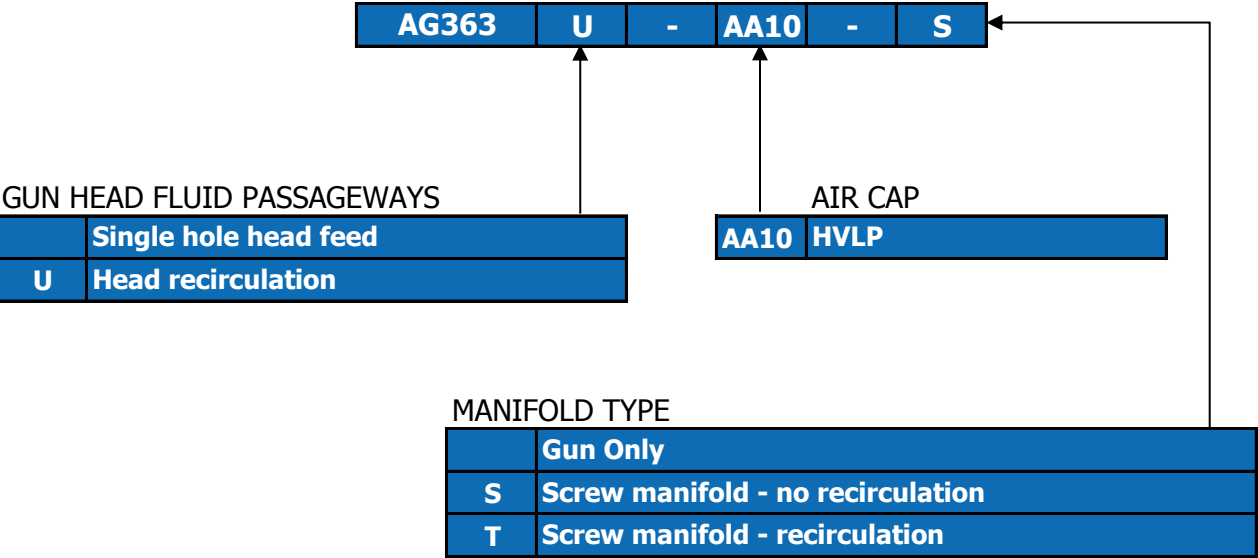 AG363 U - AA10 - S
GUN HEAD FLUID PASSAGEWAYS
Single hole head feed
U Head recirculation
AIR CAP
AA10 HVLP
MANIFOLD TYPE
Gun Only
S Screw manifold - no recirculation
T Screw manifold - recirculation